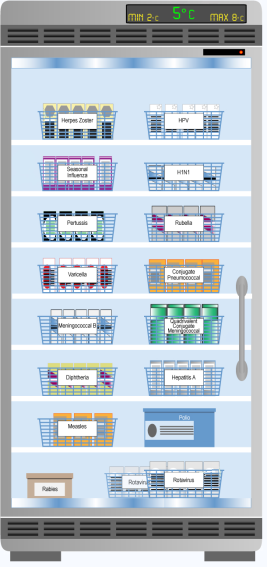 MIN 2°C 5°C MAX 8°C
Herpes Zoster HPV
Seasonal
Influenza
H1N1
Pertussis Rubella
Varicella
Conjugate
Pneumococcal
Meningococcal B
Quadrivalent
Conjugate
Meningococcal
Diphtheria Hepatitis A
Measles
Polio
Rabies
Rotavirus
Rotavirus